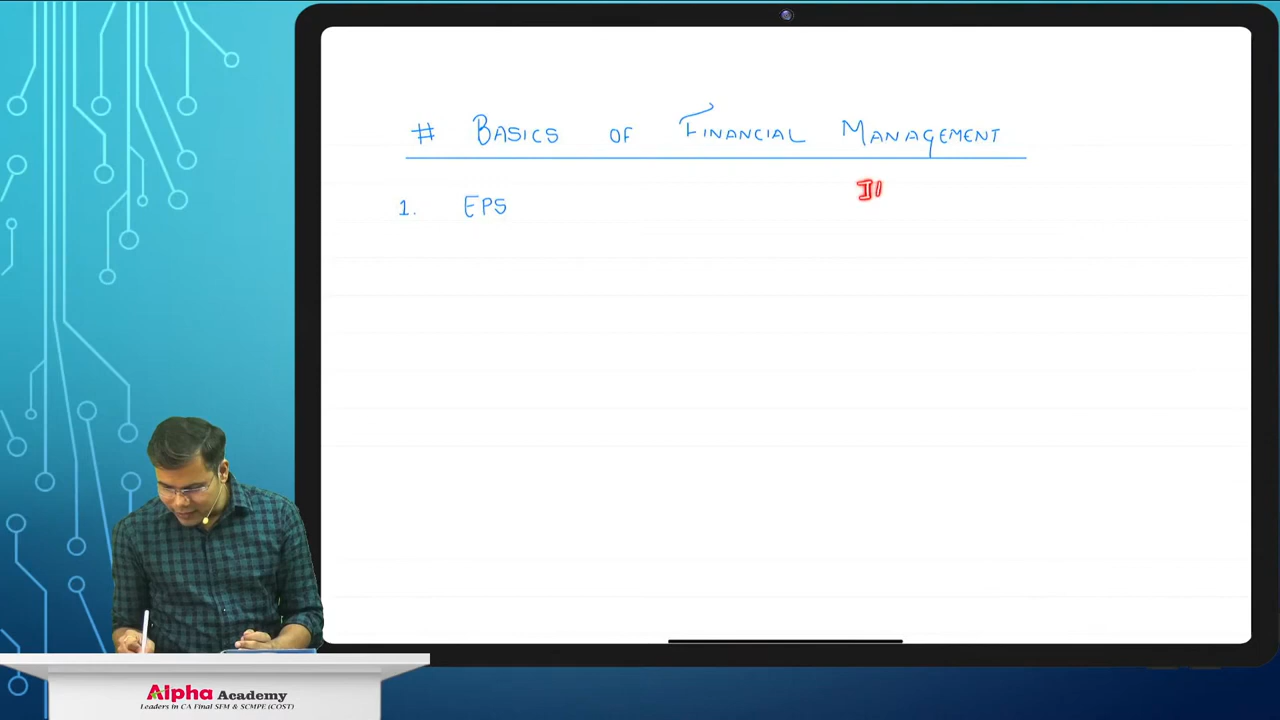 # BASICS OF FINANCIAL MANAGEMENT
1. EPS
Alpha Academy
Leaders in CA Final SFM & SCMPE (COST)